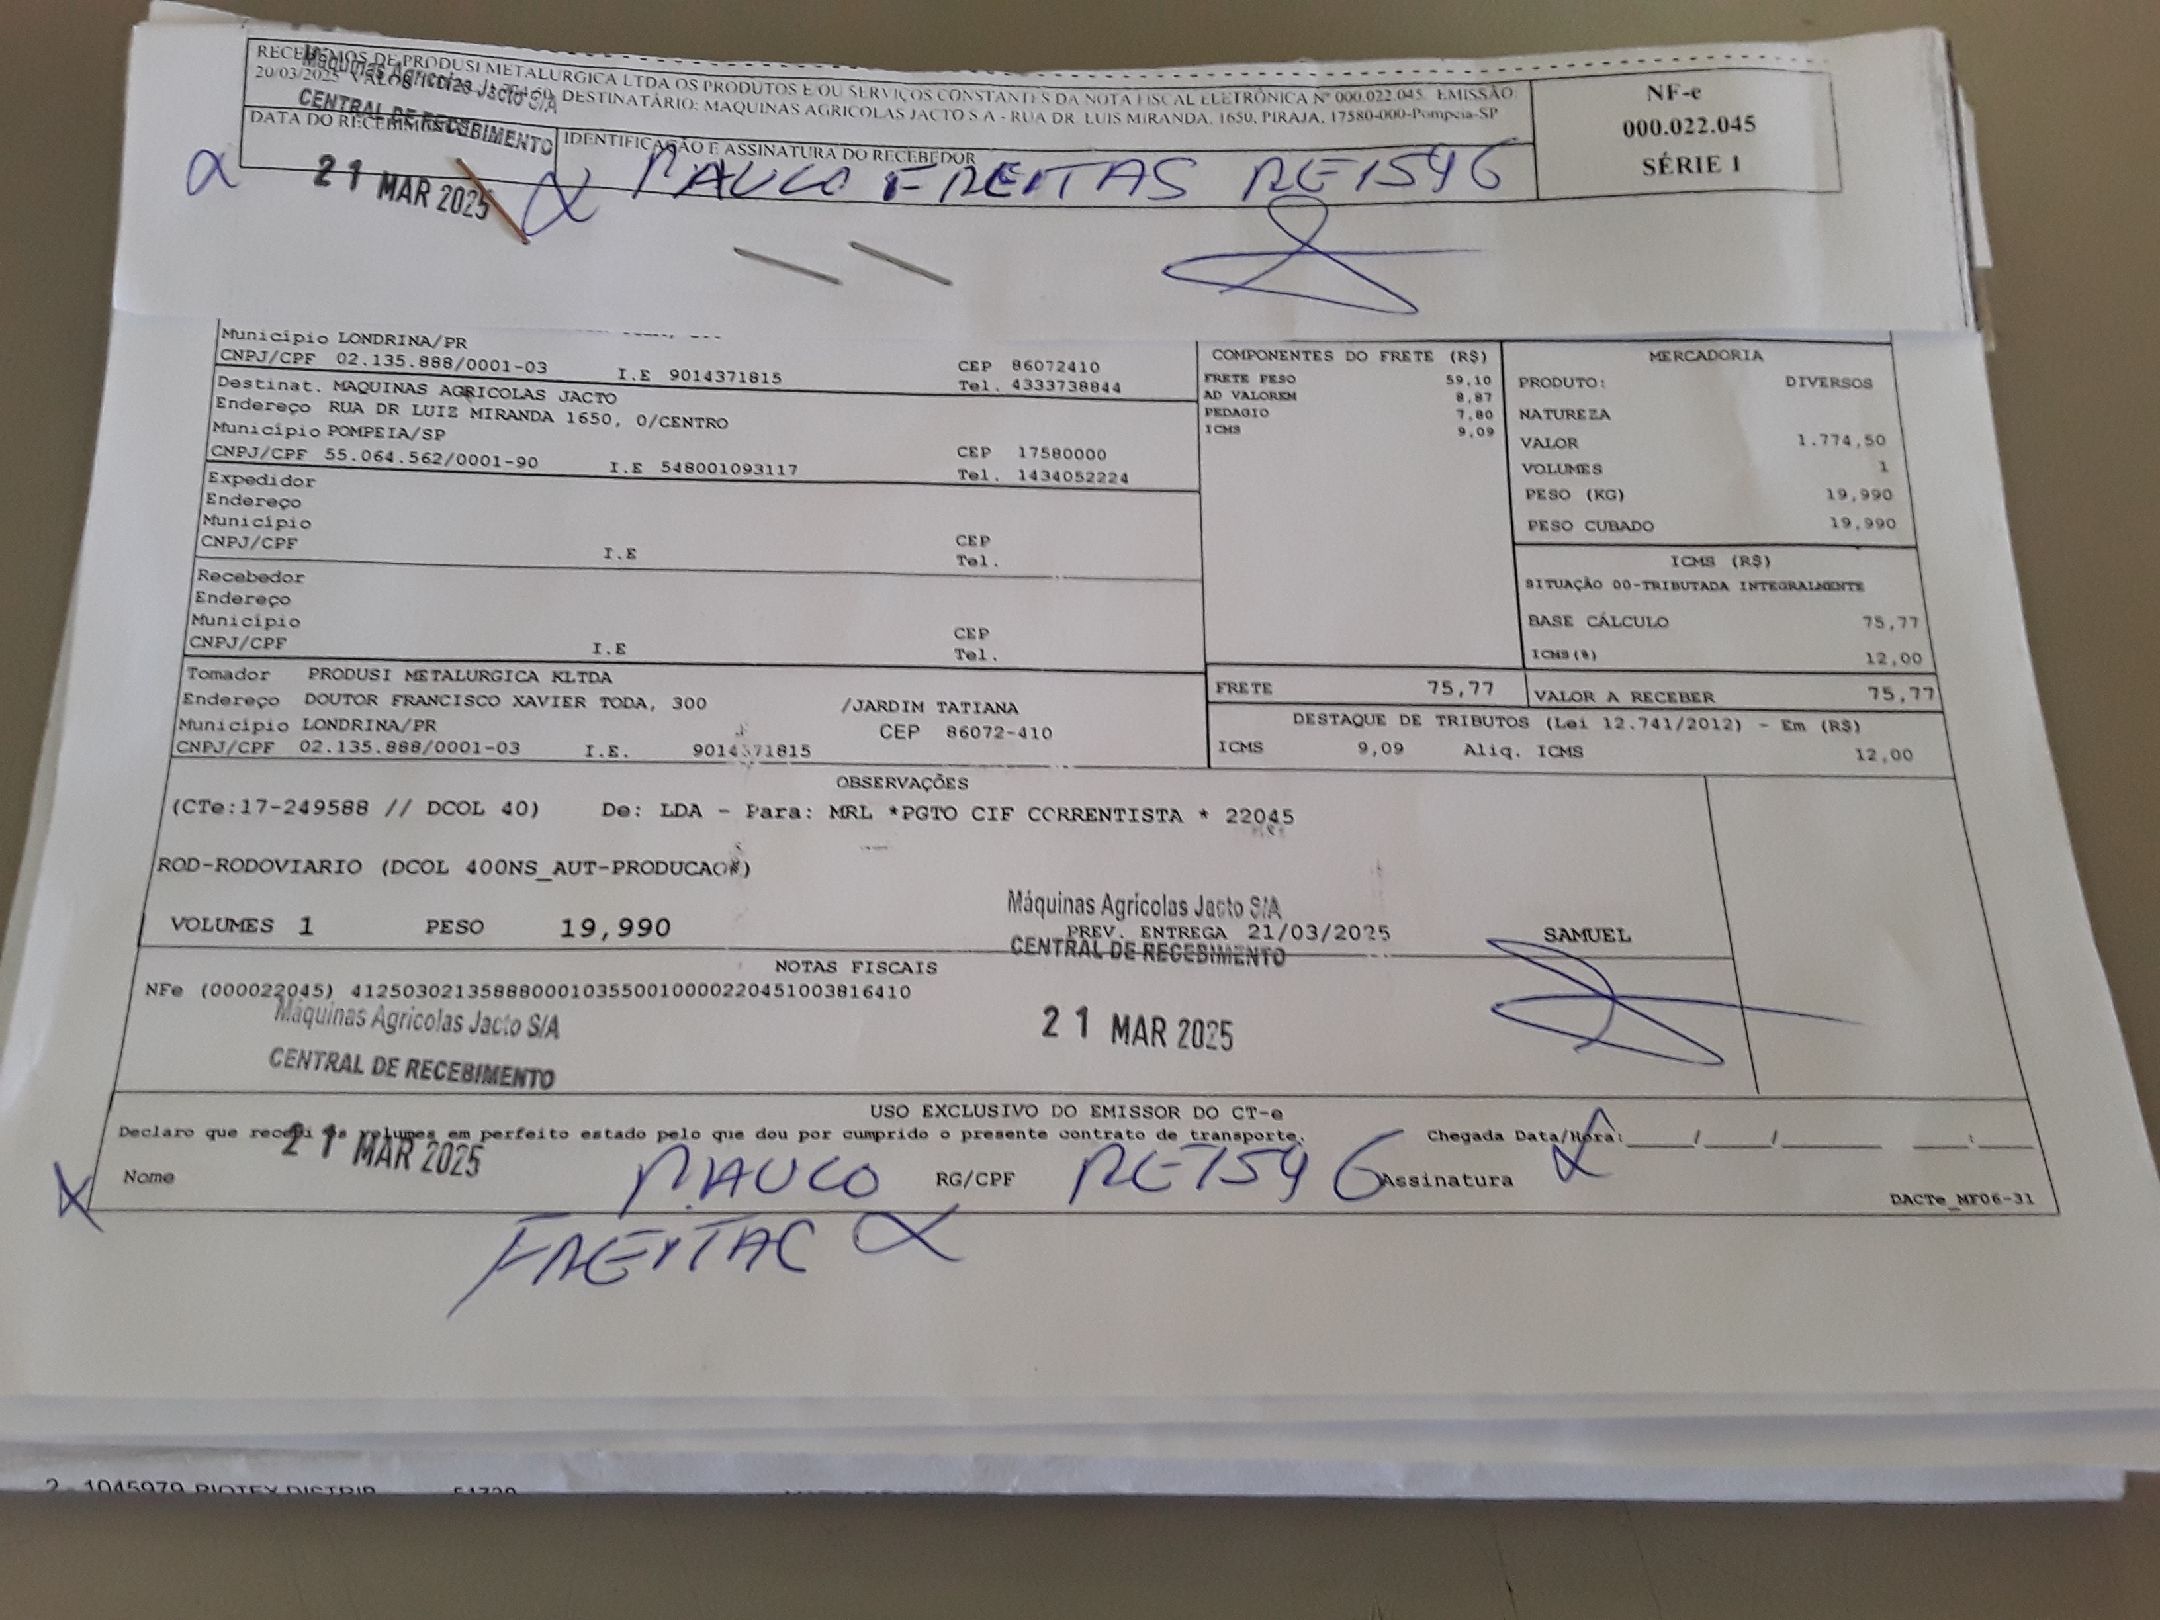 RECEBEMOS DE PRODUSI METALURGICA LTDA OS PRODUTOS E/OU SERVIÇOS CONSTANTES DA NOTA FISCAL ELETRÔNICA Nº 000.022.045. EMISSÃO:
20/03/2025 VALOR DESTINATÁRIO: MAQUINAS AGRICOLAS JACTO S A - RUA DR. LUIS MIRANDA, 1650, PIRAJA, 17580-000-Pompeia-SP
Máquinas Agrícolas Jacto S/A
CENTRAL DE RECEBIMENTO
DATA DO RECEBIMENTO
IDENTIFICAÇÃO E ASSINATURA DO RECEBEDOR
21 MAR 2025
PAULO FREITAS RE 7546
NF-e
000.022.045
SÉRIE 1
Município LONDRINA/PR CEP 86072410
CNPJ/CPF 02.135.888/0001-03 I.E 9014371815 Tel. 4333738844
Destinat. MAQUINAS AGRICOLAS JACTO
Endereço RUA DR LUIZ MIRANDA 1650, 0/CENTRO
Município POMPEIA/SP CEP 17580000
CNPJ/CPF 55.064.562/0001-90 I.E 548001093117 Tel. 1434052224
Expedidor
Endereço
Município CEP
CNPJ/CPF I.E Tel.
Recebedor
Endereço
Município CEP
CNPJ/CPF I.E Tel.
Tomador PRODUSI METALURGICA KLTDA
Endereço DOUTOR FRANCISCO XAVIER TODA, 300 /JARDIM TATIANA
Município LONDRINA/PR CEP 86072-410
CNPJ/CPF 02.135.888/0001-03 I.E. 9014371815
COMPONENTES DO FRETE (R$)
FRETE PESO 59,10
AD VALOREM 8,87
PEDAGIO 7,80
ICMS 9,09
FRETE 75,77
MERCADORIA
PRODUTO: DIVERSOS
NATUREZA
VALOR 1.774,50
VOLUMES 1
PESO (KG) 19,990
PESO CUBADO 19,990
ICMS (R$)
SITUAÇÃO 00-TRIBUTADA INTEGRALMENTE
BASE CÁLCULO 75,77
ICMS(%) 12,00
VALOR A RECEBER 75,77
DESTAQUE DE TRIBUTOS (Lei 12.741/2012) - Em (R$)
ICMS 9,09 Aliq. ICMS 12,00
OBSERVAÇÕES
(CTe:17-249588 // DCOL 40) De: LDA - Para: MRL *PGTO CIF CORRENTISTA * 22045
ROD-RODOVIARIO (DCOL 400NS_AUT-PRODUCAO#)
VOLUMES 1 PESO 19,990 PREV. ENTREGA 21/03/2025 SAMUEL
Máquinas Agrícolas Jacto S/A
CENTRAL DE RECEBIMENTO
21 MAR 2025
NOTAS FISCAIS
NFe (000022045) 41250302135888000103550010000220451003816410
Máquinas Agrícolas Jacto S/A
CENTRAL DE RECEBIMENTO
21 MAR 2025
USO EXCLUSIVO DO EMISSOR DO CT-e
Declaro que recebi os volumes em perfeito estado pelo que dou por cumprido o presente contrato de transporte. Chegada Data/Hora:____/____/______ ___:___
Nome PAULO RG/CPF RE 7546 Assinatura
FREITAS
DACTe_MF06-31